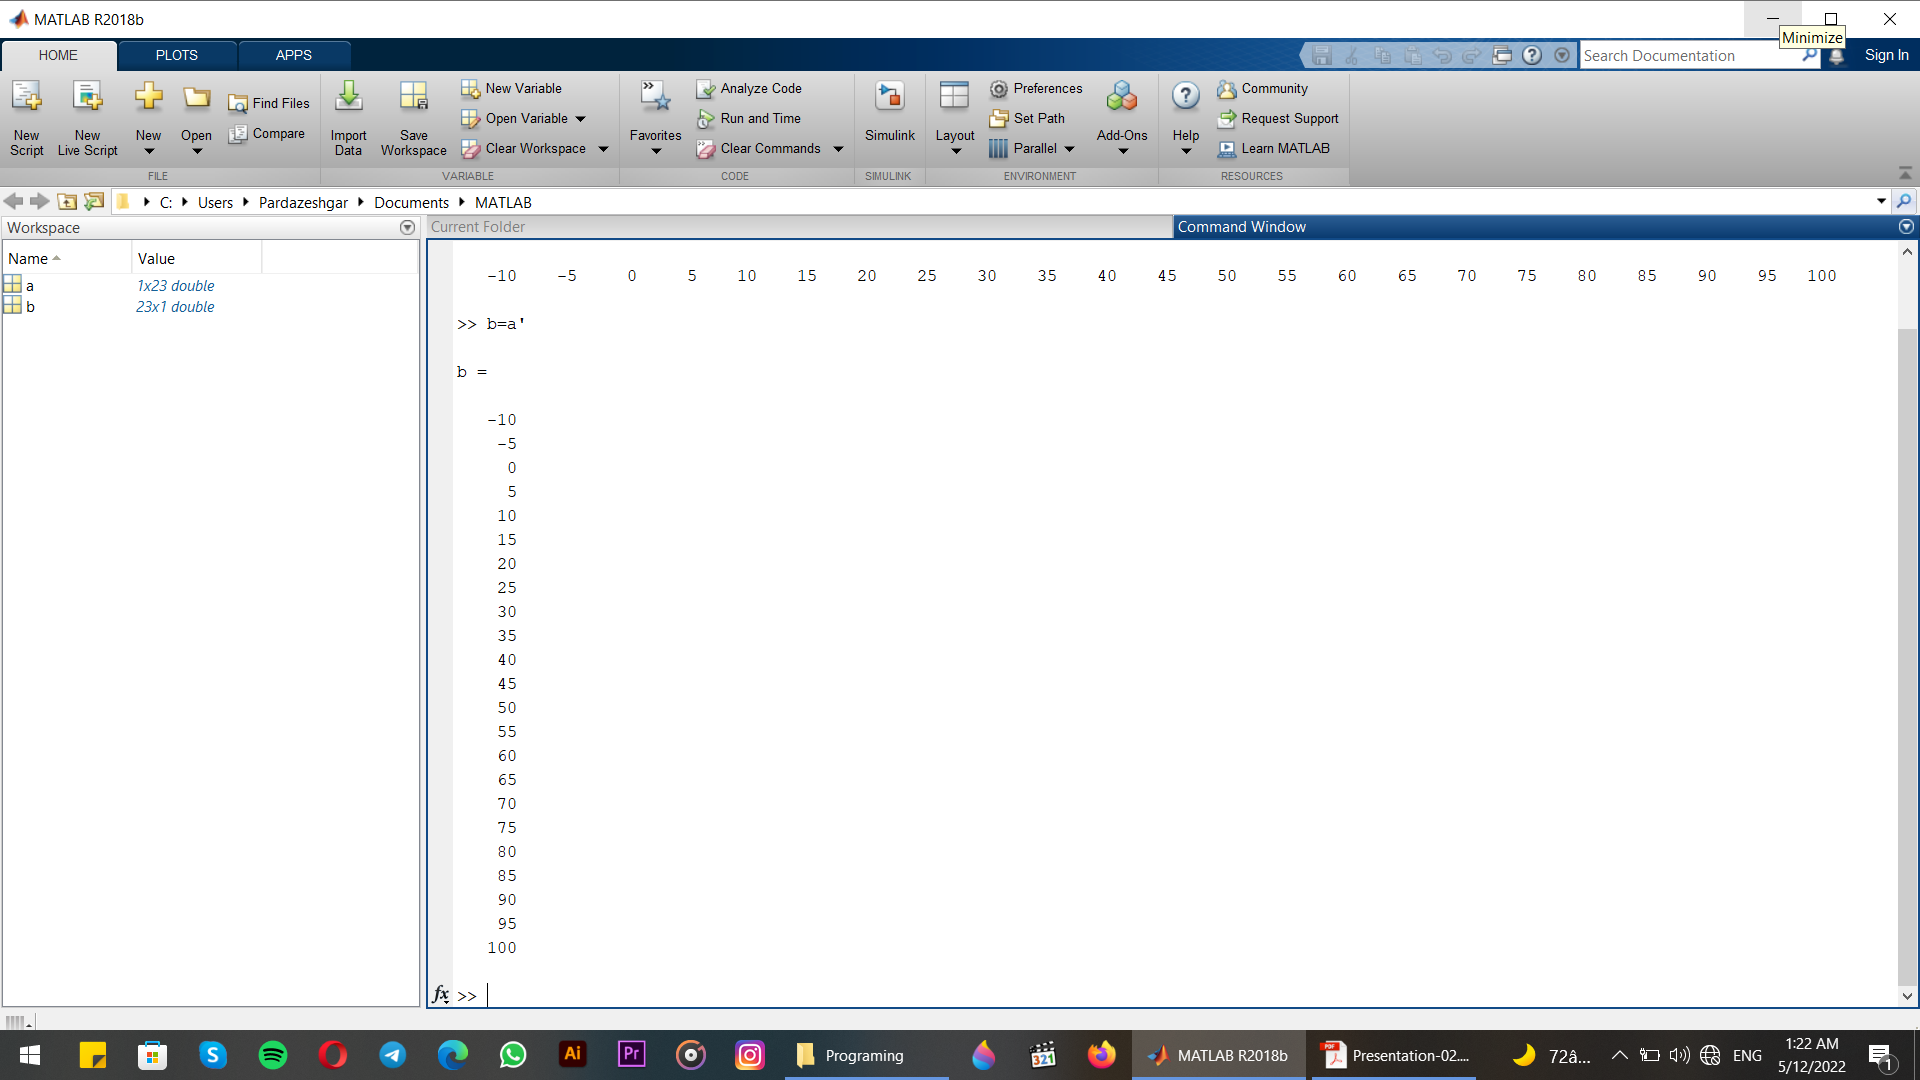 MATLAB R2018b
Minimize
HOME PLOTS APPS
Search Documentation Sign In
New Script
New Live Script
New
Open
Find Files
Compare
FILE
Import Data
Save Workspace
New Variable
Open Variable
Clear Workspace
VARIABLE
Favorites
Analyze Code
Run and Time
Clear Commands
CODE
Simulink
SIMULINK
Layout
Preferences
Set Path
Parallel
Add-Ons
ENVIRONMENT
Help
Community
Request Support
Learn MATLAB
RESOURCES
C: Users Pardazeshgar Documents MATLAB
Workspace
Name Value
a 1x23 double
b 23x1 double
Current Folder
Command Window
-10 -5 0 5 10 15 20 25 30 35 40 45 50 55 60 65 70 75 80 85 90 95 100
>> b=a'
b =
-10
-5
0
5
10
15
20
25
30
35
40
45
50
55
60
65
70
75
80
85
90
95
100
fx >>
Ai Pr Programing 321 MATLAB R2018b PDF Presentation-02.... 72â... ENG
1:22 AM
5/12/2022
1